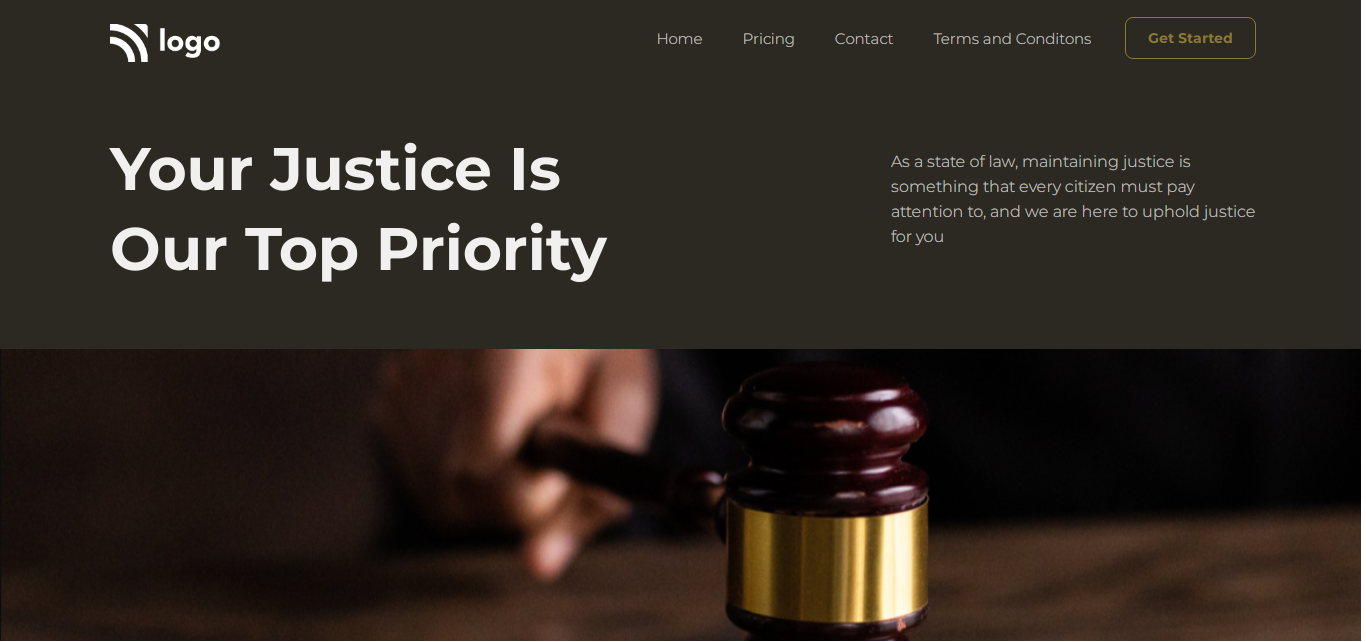 logo
Home
Pricing
Contact
Terms and Conditons
Get Started
Your Justice Is
Our Top Priority
As a state of law, maintaining justice is
something that every citizen must pay
attention to, and we are here to uphold justice
for you